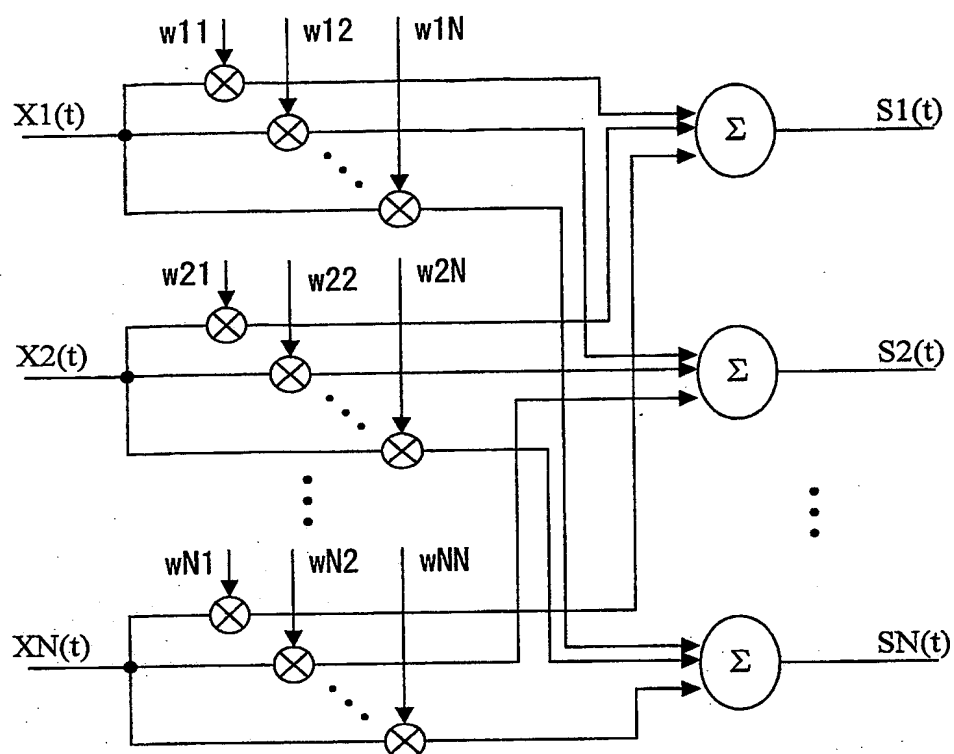 w11 w12 w1N
X1(t) Σ S1(t)
w21 w22 w2N
X2(t) Σ S2(t)
wN1 wN2 wNN
XN(t) Σ SN(t)